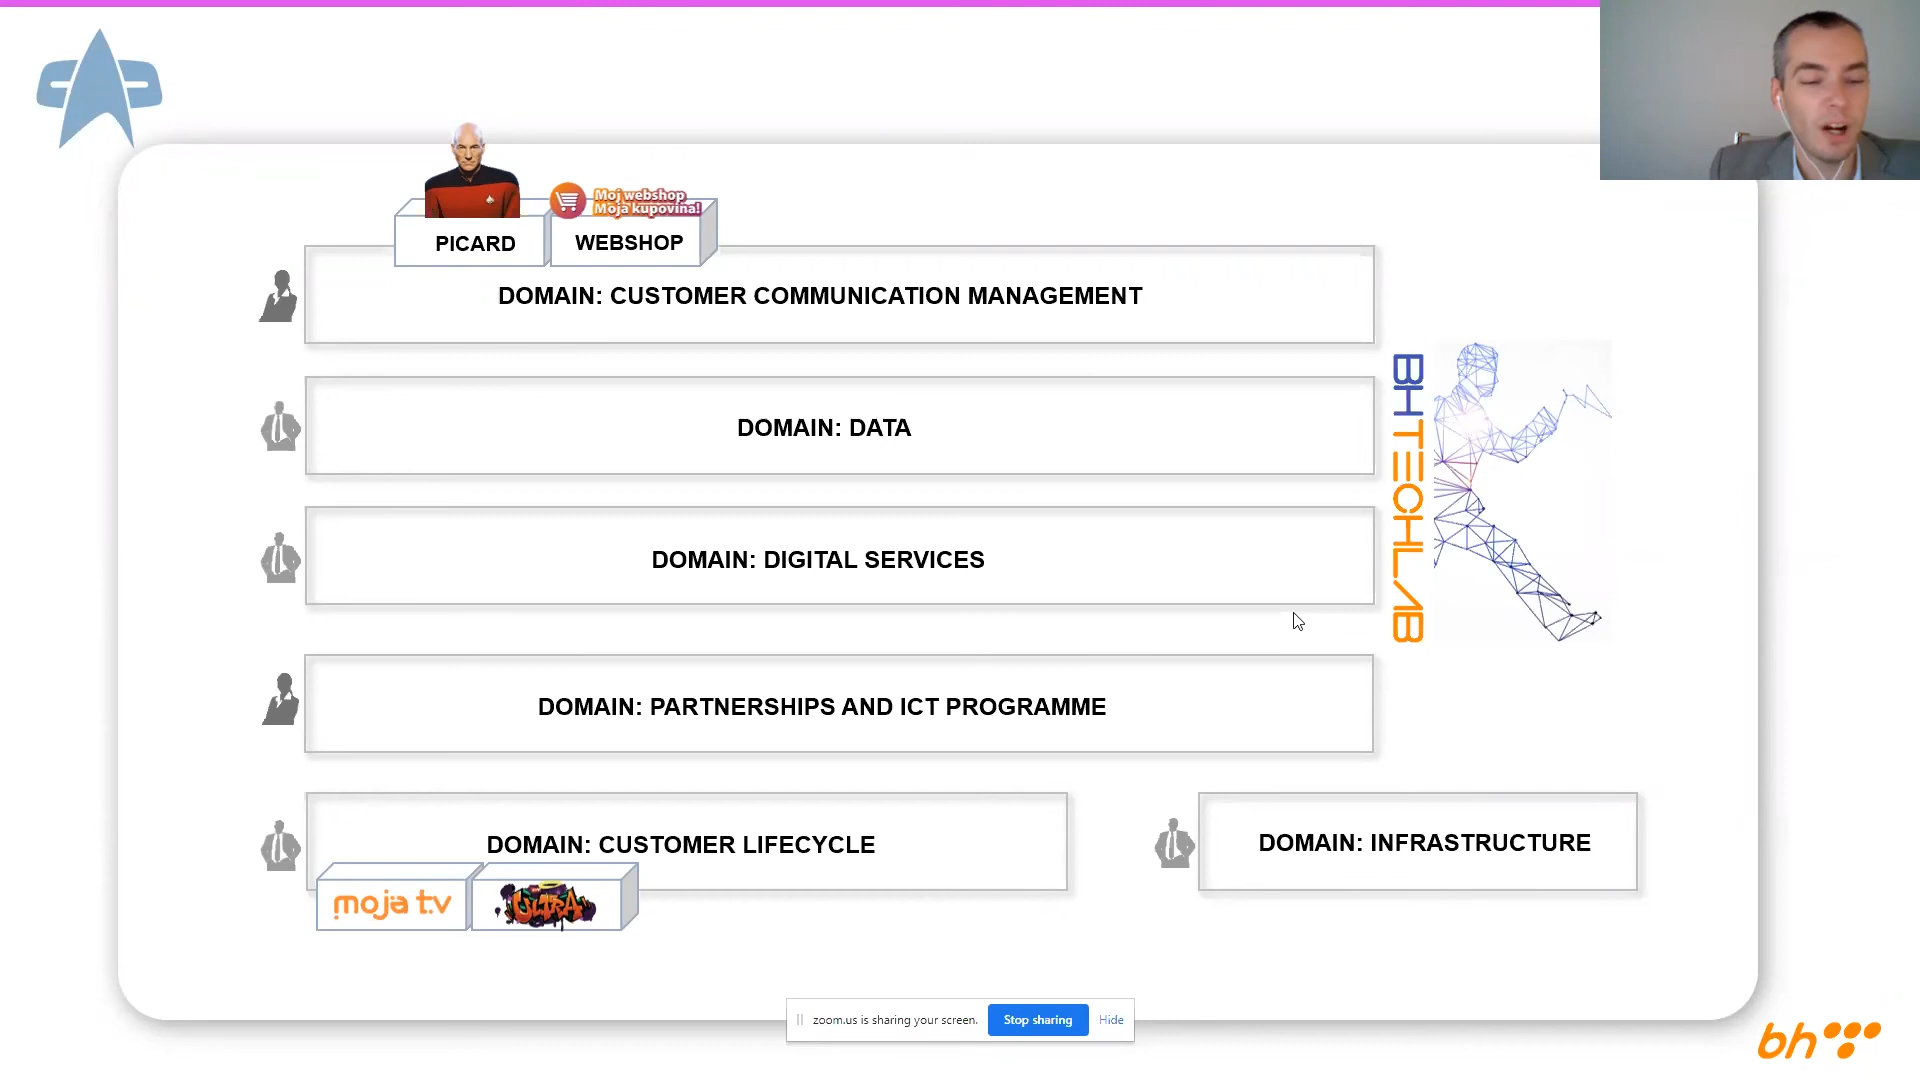 Moj webshop
Moja kupovina!
PICARD
WEBSHOP
DOMAIN: CUSTOMER COMMUNICATION MANAGEMENT
DOMAIN: DATA
DOMAIN: DIGITAL SERVICES
BHTECHLAB
DOMAIN: PARTNERSHIPS AND ICT PROGRAMME
DOMAIN: CUSTOMER LIFECYCLE
DOMAIN: INFRASTRUCTURE
moja tv
ULTRA
zoom.us is sharing your screen.
Stop sharing
Hide
bh